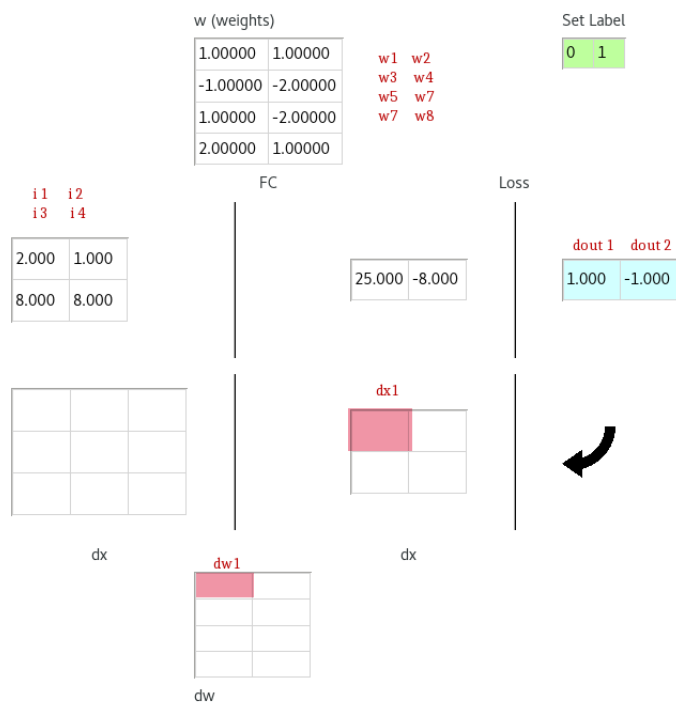 w (weights)
Set Label
1.00000 1.00000
-1.00000 -2.00000
1.00000 -2.00000
2.00000 1.00000
w1 w2
w3 w4
w5 w7
w7 w8
0 1
FC
Loss
i1 i2
i3 i4
2.000 1.000
8.000 8.000
25.000 -8.000
dout 1 dout 2
1.000 -1.000
dx1
dx
dx
dw1
dw